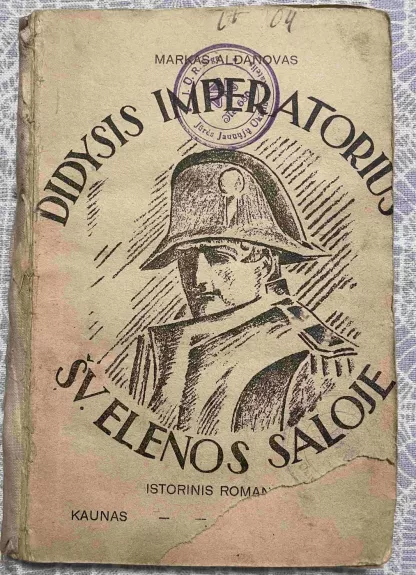 MARKAS ALDANOVAS
DIDYSIS IMPERATORIUS
ŠV. ELENOS SALOJE
ISTORINIS ROMAN
KAUNAS — —